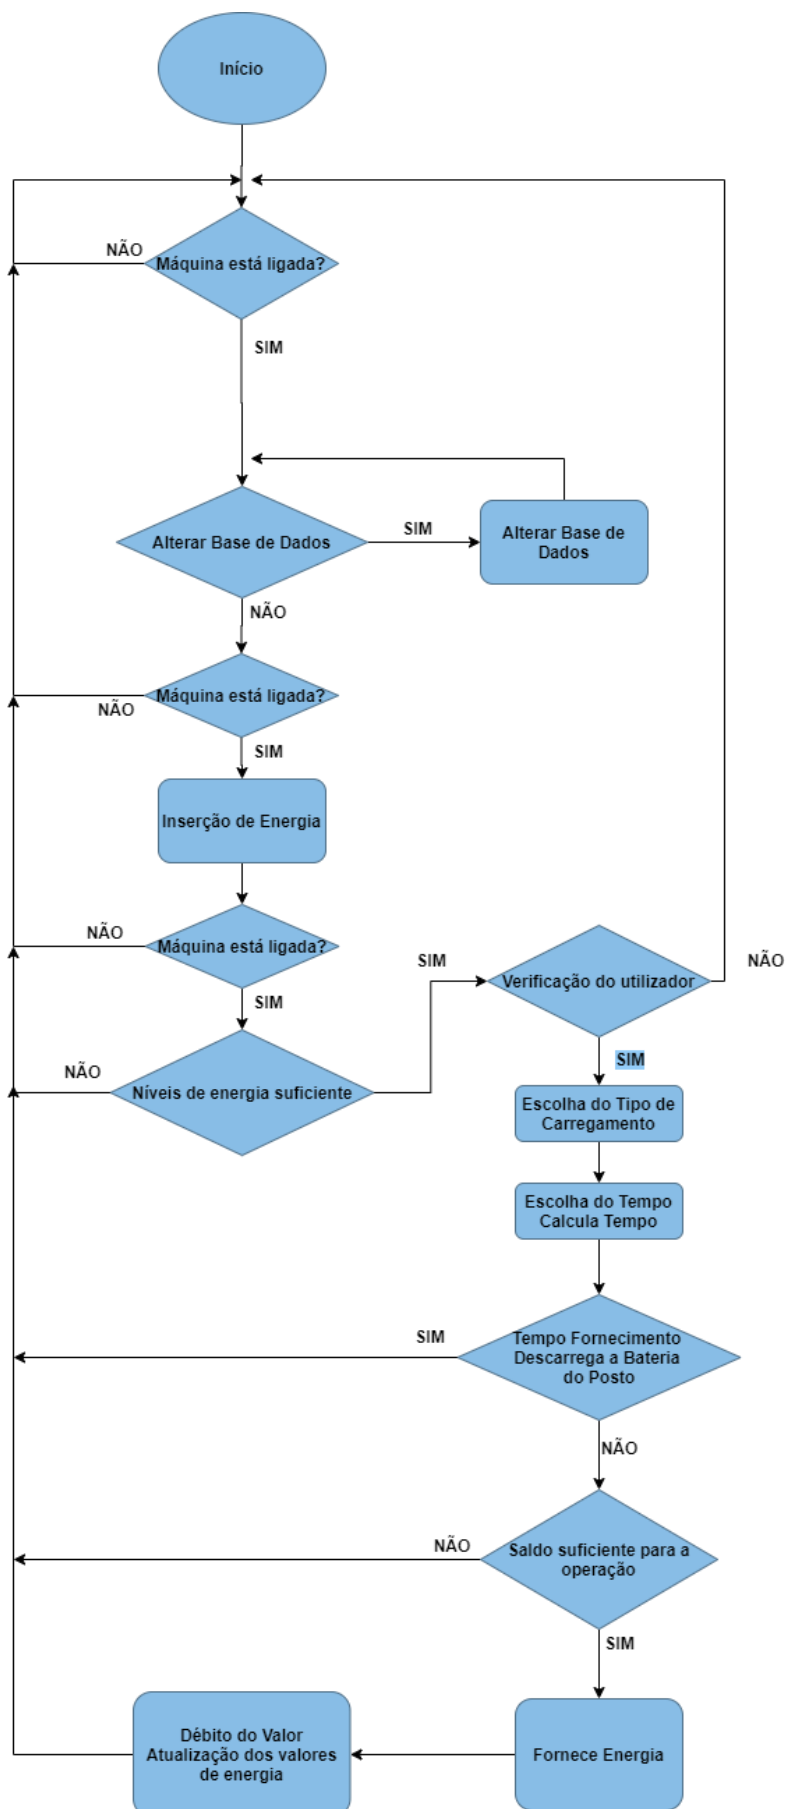 Início
NÃO
Máquina está ligada?
SIM
Alterar Base de Dados
SIM
Alterar Base de
Dados
NÃO
Máquina está ligada?
NÃO
SIM
Inserção de Energia
NÃO
Máquina está ligada?
SIM
SIM
Verificação do utilizador
NÃO
SIM
NÃO
Níveis de energia suficiente
Escolha do Tipo de
Carregamento
Escolha do Tempo
Calcula Tempo
SIM
Tempo Fornecimento
Descarrega a Bateria
do Posto
NÃO
NÃO
Saldo suficiente para a
operação
SIM
Débito do Valor
Atualização dos valores
de energia
Fornece Energia